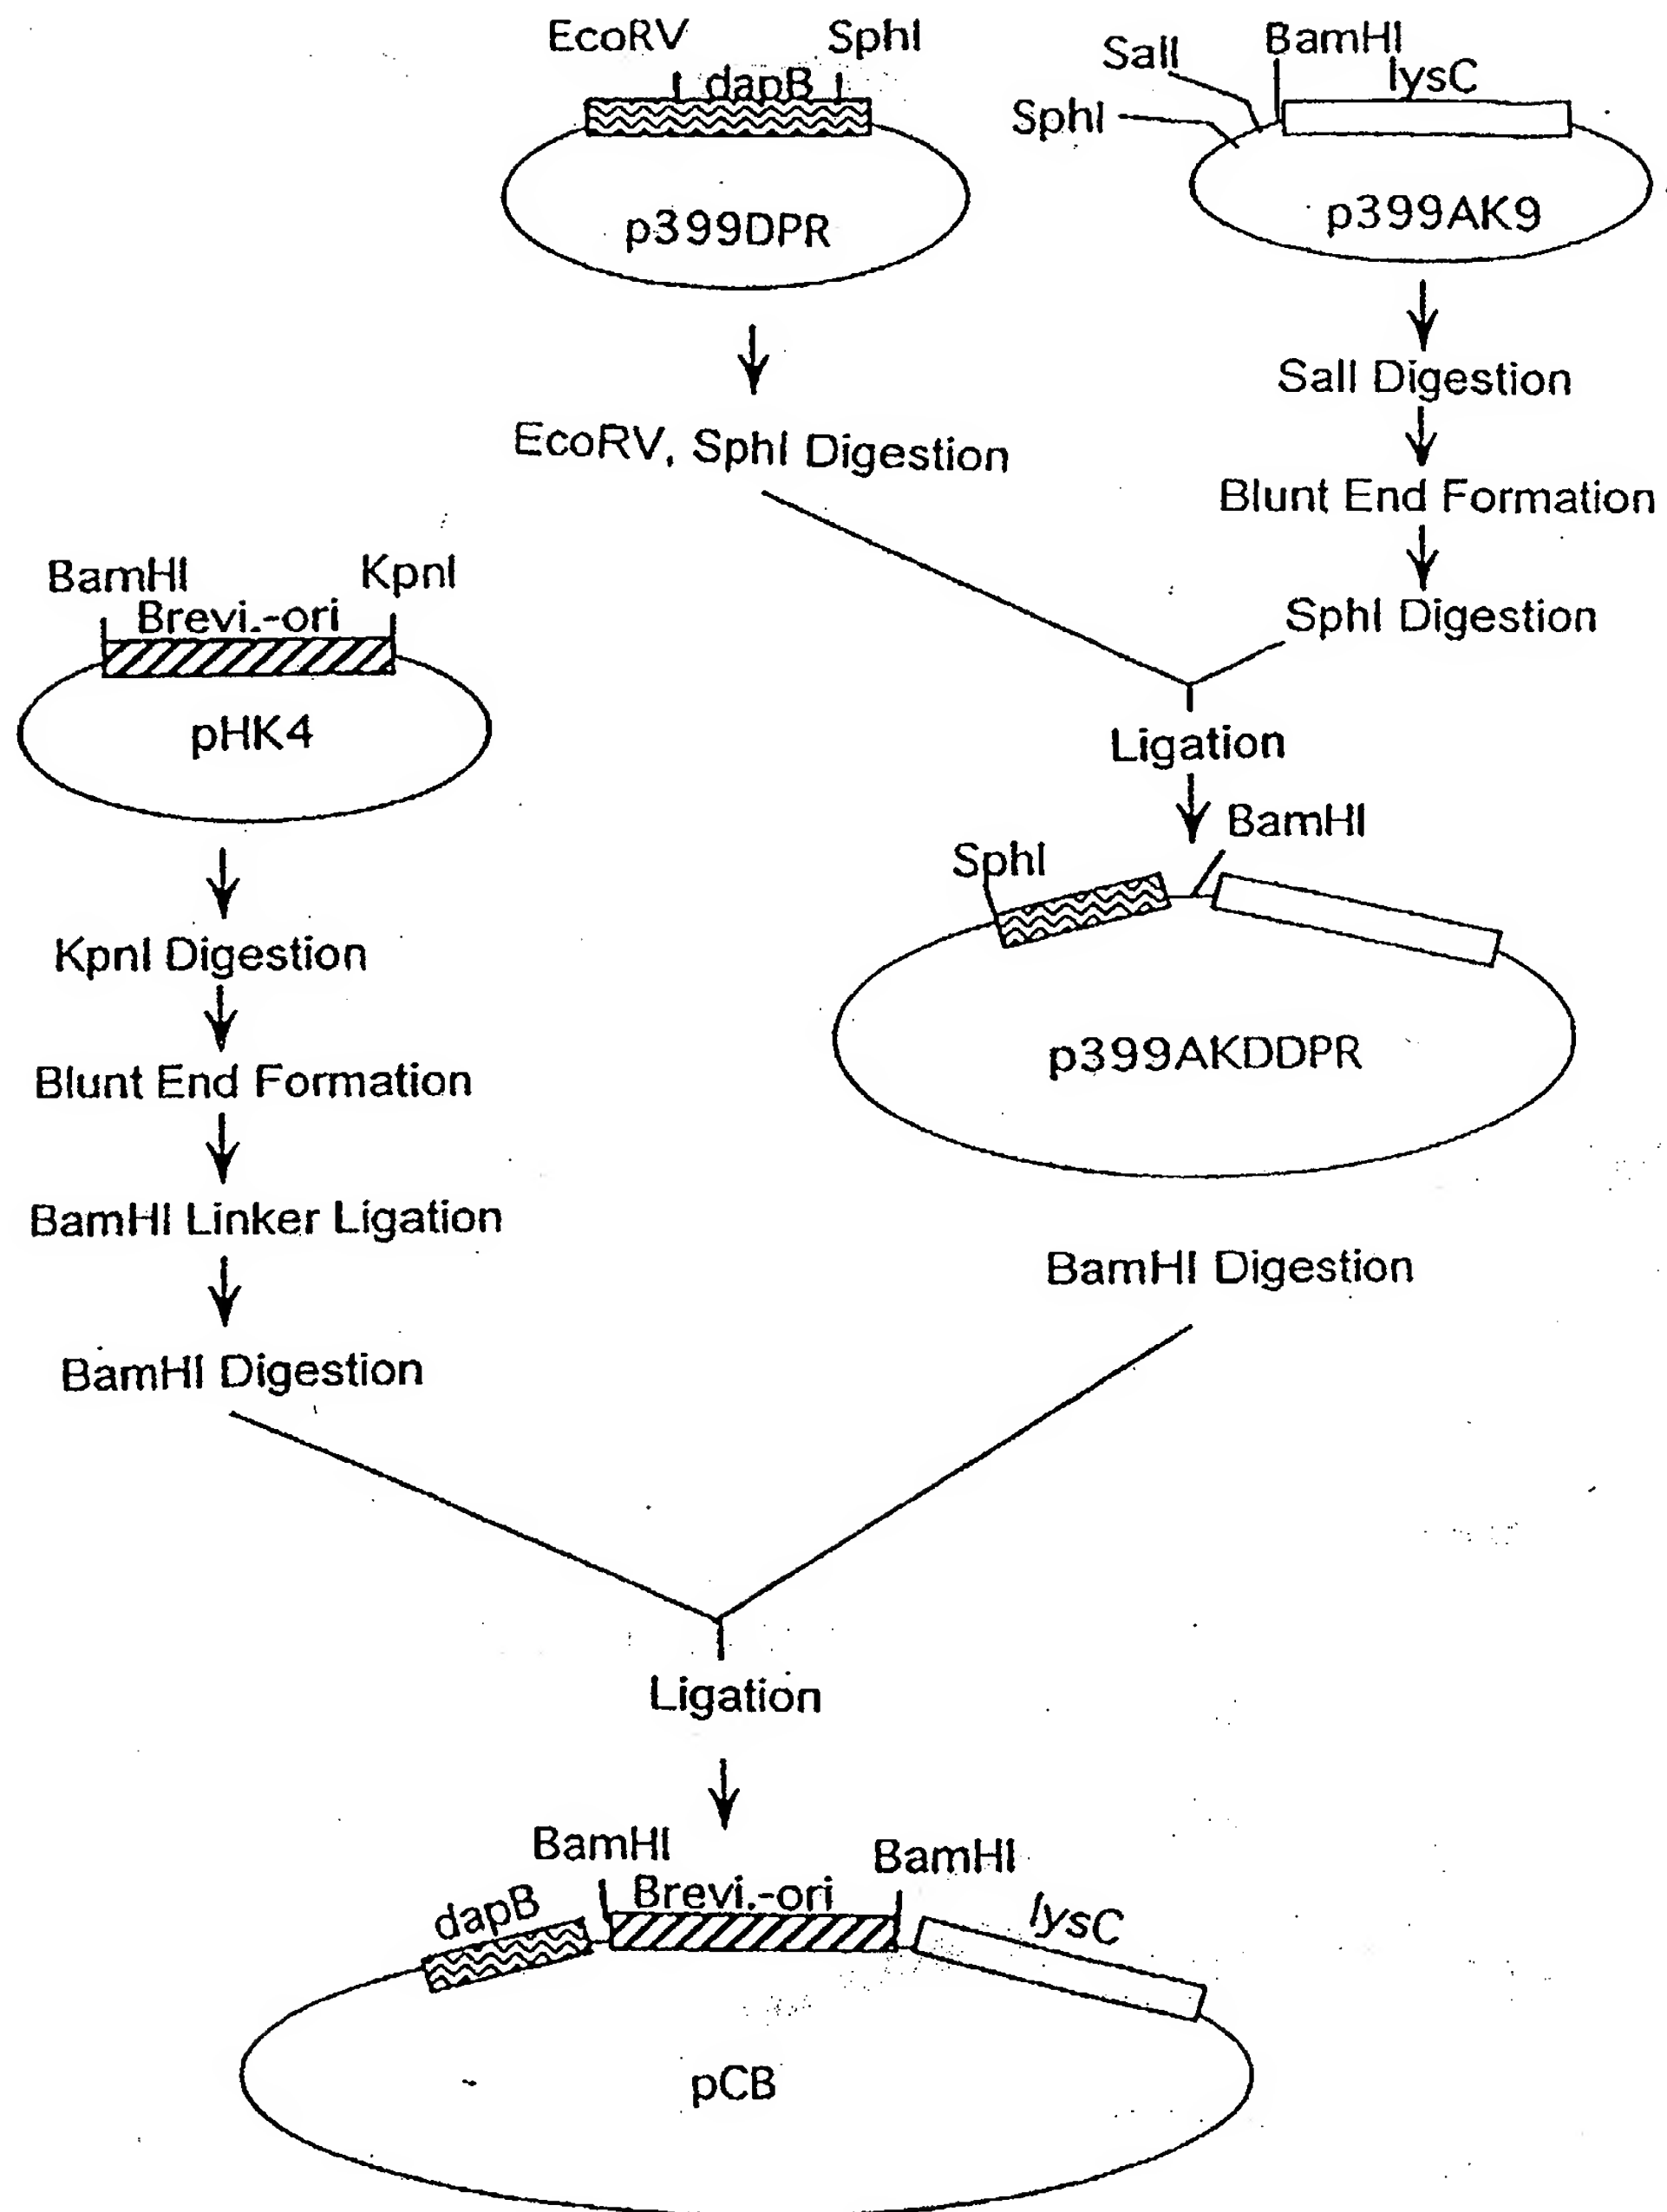 EcoRV
SphI
dapB
p399DPR
EcoRV, SphI Digestion
SalI
BamHI
lysC
SphI
p399AK9
SalI Digestion
Blunt End Formation
SphI Digestion
Ligation
BamHI
KpnI
Brevi.-ori
pHK4
KpnI Digestion
Blunt End Formation
BamHI Linker Ligation
BamHI Digestion
SphI
BamHI
p399AKDDPR
BamHI Digestion
Ligation
BamHI
BamHI
dapB
Brevi.-ori
lysC
pCB